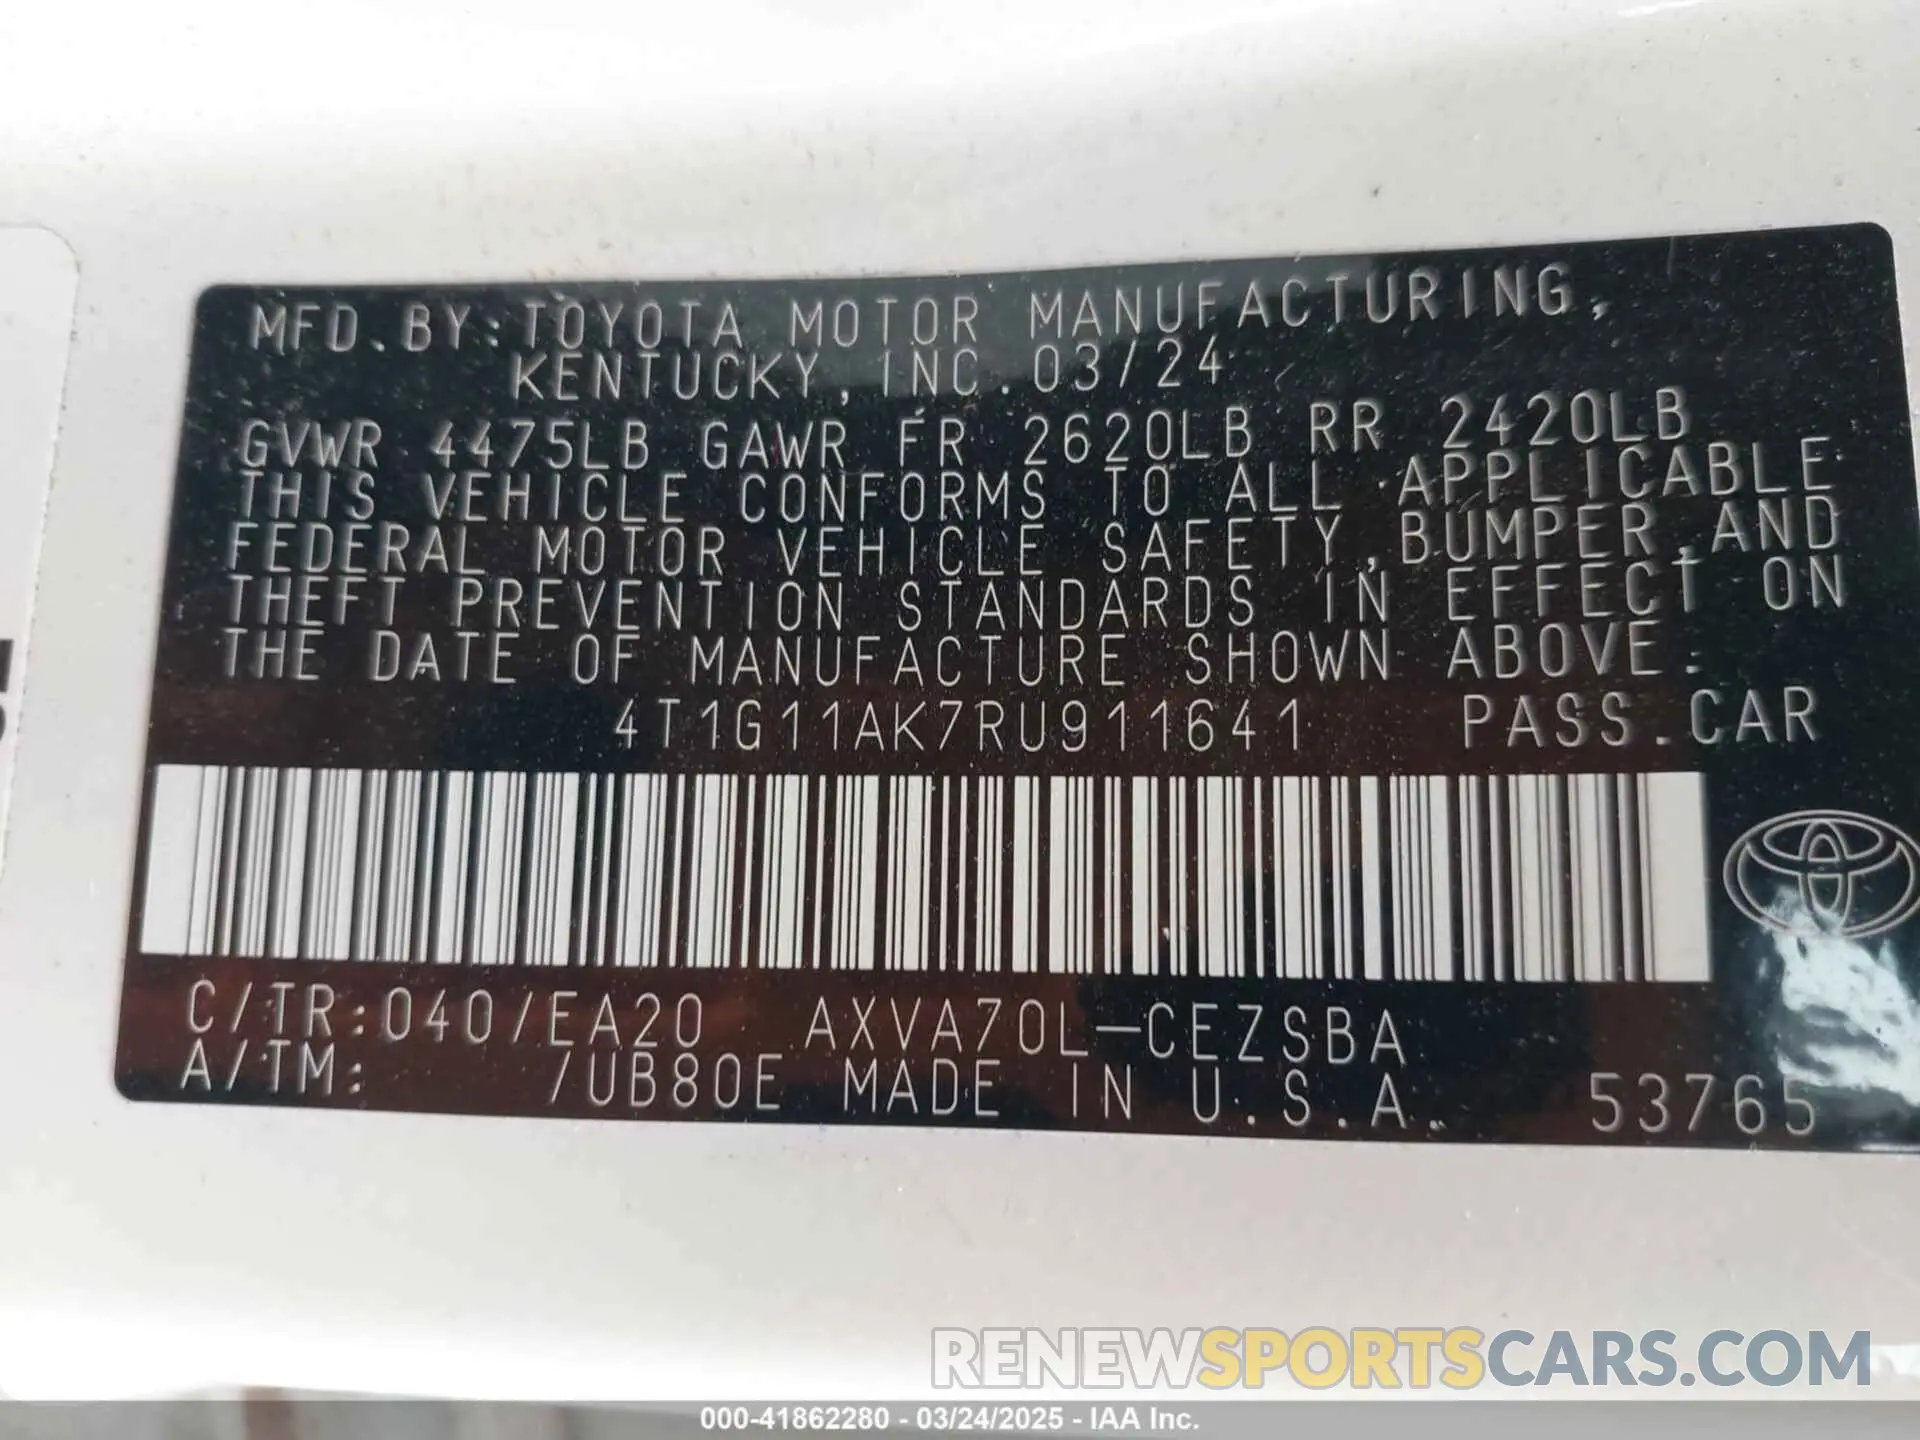 MFD.BY:TOYOTA MOTOR MANUFACTURING,
KENTUCKY,INC.03/24
GVWR 4475LB GAWR FR 2620LB RR 2420LB
THIS VEHICLE CONFORMS TO ALL APPLICABLE
FEDERAL MOTOR VEHICLE SAFETY,BUMPER,AND
THEFT PREVENTION STANDARDS IN EFFECT ON
THE DATE OF MANUFACTURE SHOWN ABOVE.
4T1G11AK7RU911641 PASS.CAR
C/TR:040/EA20 AXVA70L-CEZSBA
A/TM: /UB80E MADE IN U.S.A. 53765
RENEWSPORTSCARS.COM
000-41862280 - 03/24/2025 - IAA Inc.